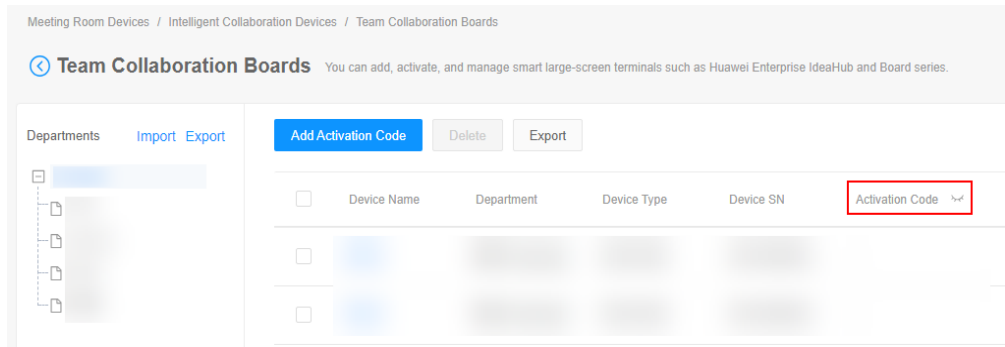 Meeting Room Devices / Intelligent Collaboration Devices / Team Collaboration Boards
Team Collaboration Boards You can add, activate, and manage smart large-screen terminals such as Huawei Enterprise IdeaHub and Board series.
Departments Import Export
Add Activation Code Delete Export
Device Name Department Device Type Device SN Activation Code